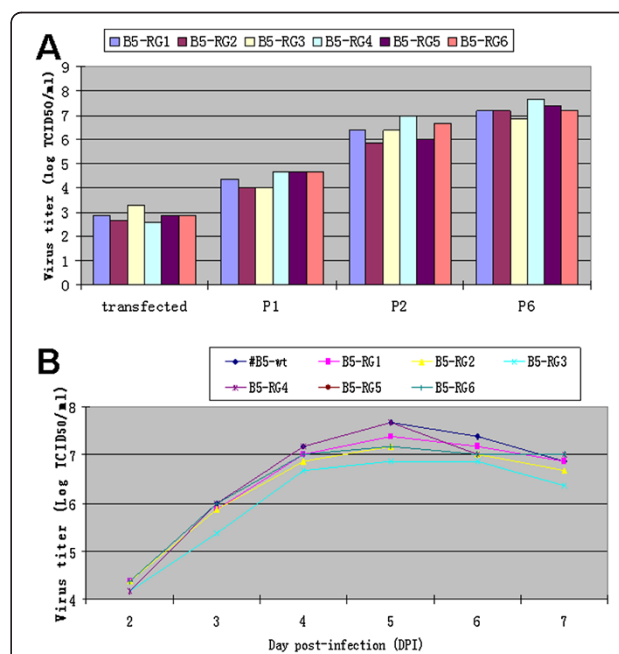 A
B5-RG1 B5-RG2 B5-RG3 B5-RG4 B5-RG5 B5-RG6
Virus titer (log TCID50/ml)
9
8
7
6
5
4
3
2
1
0
transfected P1 P2 P6
B
#B5-wt B5-RG1 B5-RG2 B5-RG3
B5-RG4 B5-RG5 B5-RG6
Virus titer (Log TCID50/ml)
8
7
6
5
4
2 3 4 5 6 7
Day post-infection (DPI)